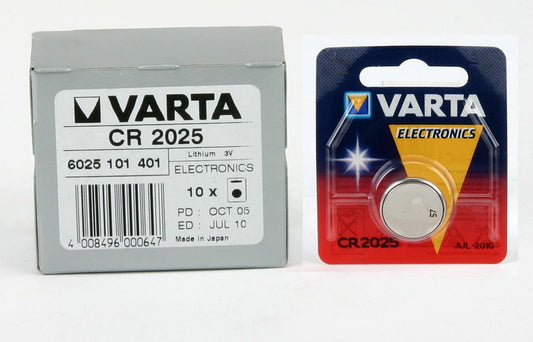 VARTA
CR 2025
6025 101 401
Lithium 3V
ELECTRONICS
10 x
PD : OCT 05
ED : JUL 10
Made in Japan
4 008496 000647
VARTA
ELECTRONICS
CR2025
JUL-2010